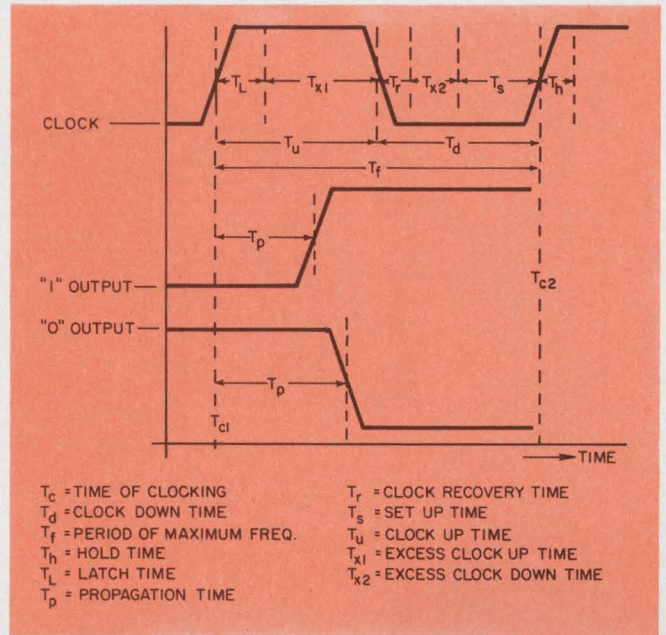 T_L T_x1 T_r T_x2 T_s T_h
CLOCK
T_u T_d
T_f
T_p
"1" OUTPUT
T_c2
"0" OUTPUT
T_p
T_c1
TIME
T_c = TIME OF CLOCKING
T_d = CLOCK DOWN TIME
T_f = PERIOD OF MAXIMUM FREQ.
T_h = HOLD TIME
T_L = LATCH TIME
T_p = PROPAGATION TIME
T_r = CLOCK RECOVERY TIME
T_s = SET UP TIME
T_u = CLOCK UP TIME
T_x1 = EXCESS CLOCK UP TIME
T_x2 = EXCESS CLOCK DOWN TIME